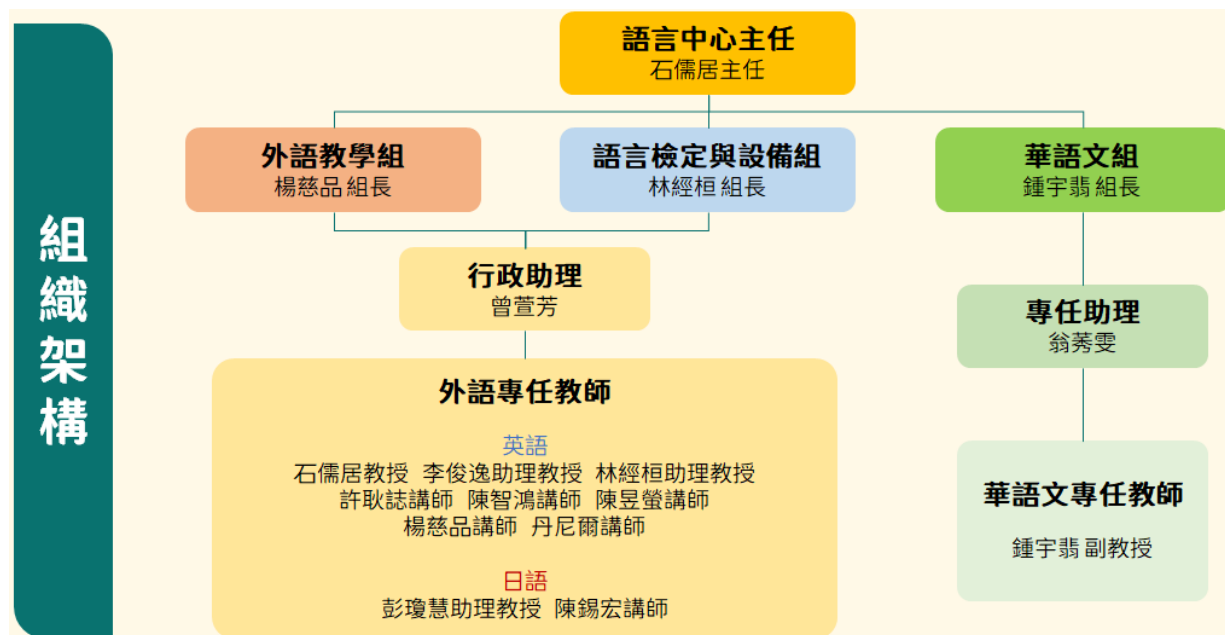 組織架構
語言中心主任
石儒居主任
外語教學組
楊慈品 組長
語言檢定與設備組
林經桓 組長
華語文組
鍾宇翡 組長
行政助理
曾萱芳
專任助理
翁莠雯
外語專任教師
英語
石儒居教授 李俊逸助理教授 林經桓助理教授
許耿誌講師 陳智鴻講師 陳昱螢講師
楊慈品講師 丹尼爾講師
日語
彭瓊慧助理教授 陳錫宏講師
華語文專任教師
鍾宇翡 副教授